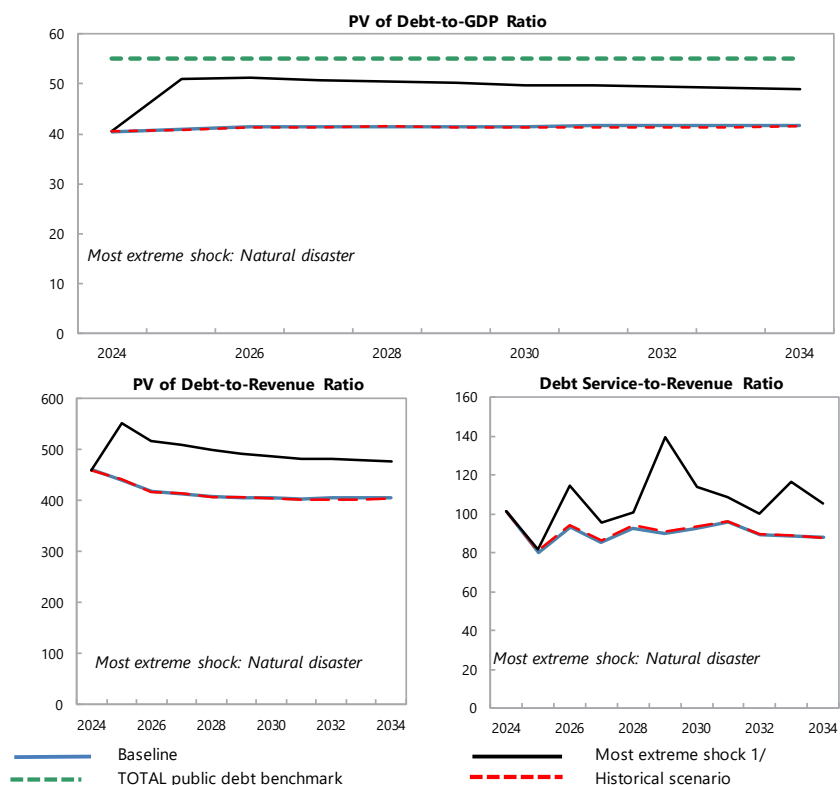 PV of Debt-to-GDP Ratio
60
50
40
30
20
10
0
Most extreme shock: Natural disaster
2024 2026 2028 2030 2032 2034
PV of Debt-to-Revenue Ratio
600
500
400
300
200
100
0
Most extreme shock: Natural disaster
2024 2026 2028 2030 2032 2034
Debt Service-to-Revenue Ratio
160
140
120
100
80
60
40
20
0
Most extreme shock: Natural disaster
2024 2026 2028 2030 2032 2034
Baseline
Most extreme shock 1/
TOTAL public debt benchmark
Historical scenario